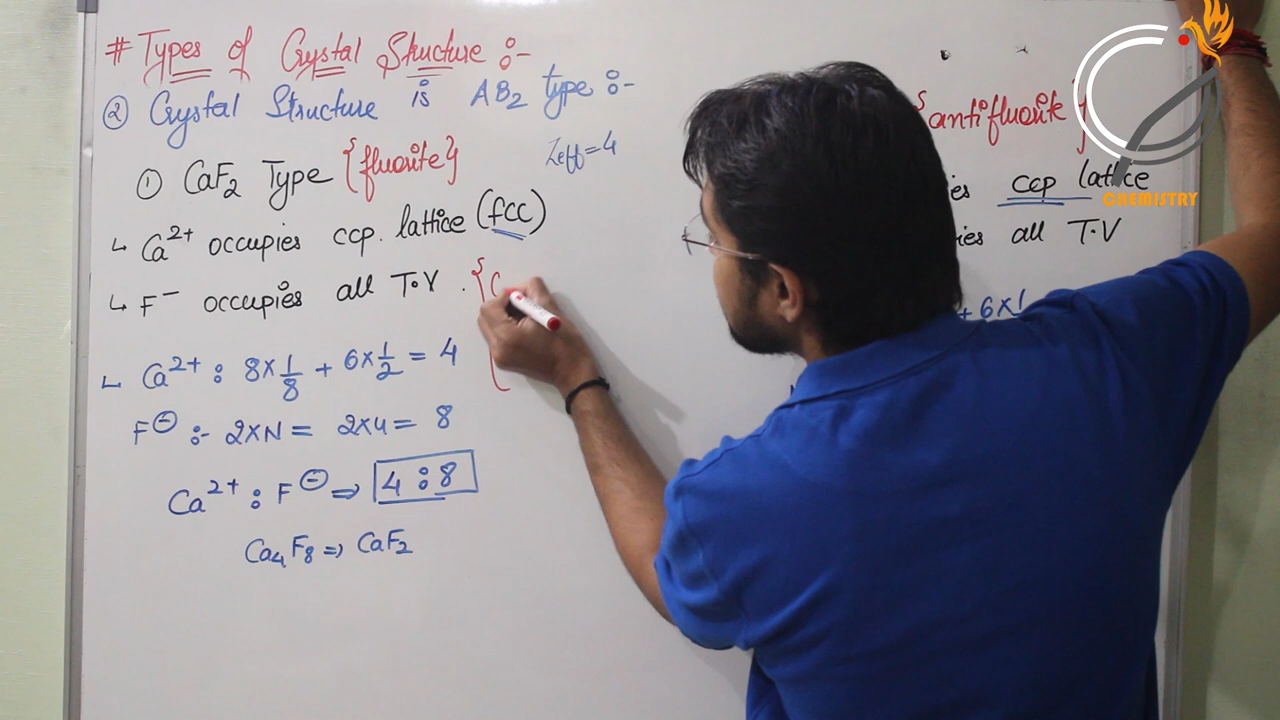 # Types of Crystal Structure :-
② Crystal Structure is AB2 type :-
① CaF2 Type {fluorite} Zeff=4
↳ Ca2+ occupies ccp. lattice (fcc)
↳ F– occupies all T.V. {C
↳ Ca2+ : 8×1/8 + 6×1/2 = 4
F⊖ :- 2×N = 2×4 = 8
Ca2+ : F⊖ ⇒ 4 : 8
Ca4F8 ⇒ CaF2
{antifluorite}
ccp lattice
all T.V
+ 6×1
CHEMISTRY